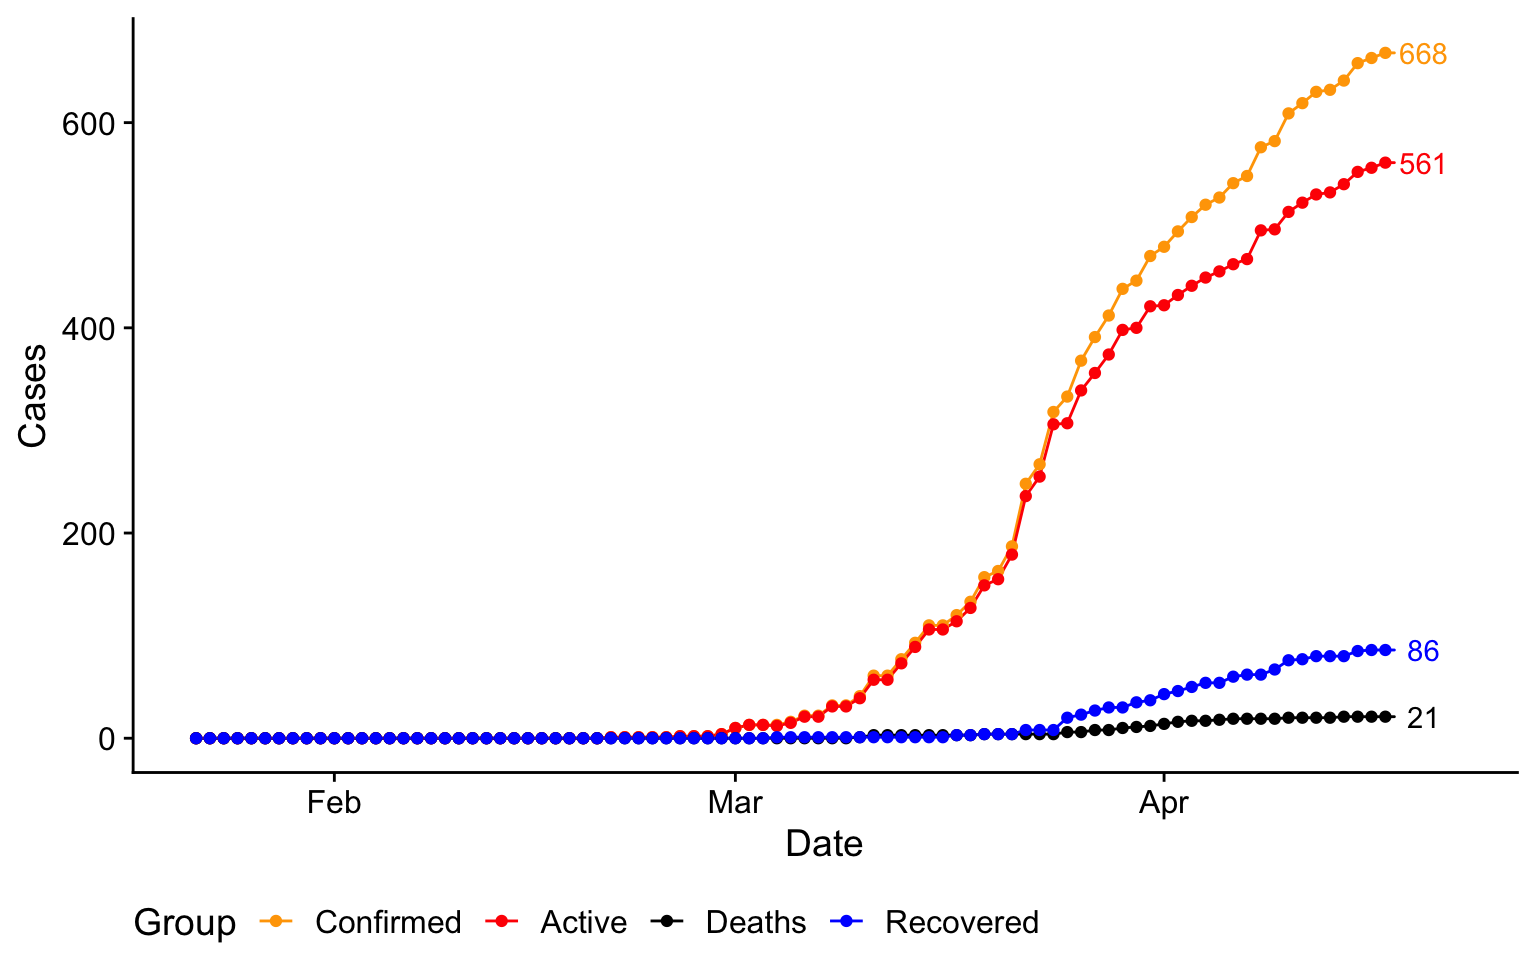 668
600
561
400
Cases
200
86
21
0
Feb Mar Apr
Date
Group Confirmed Active Deaths Recovered